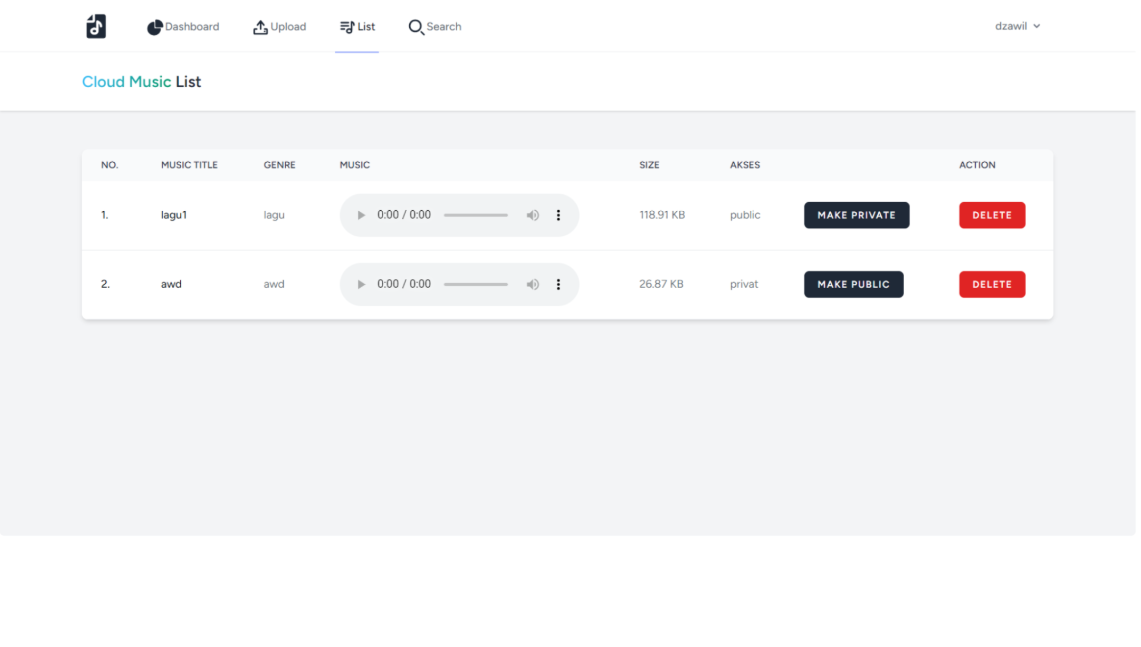 Dashboard Upload List Search dzawil
Cloud Music List
NO. MUSIC TITLE GENRE MUSIC SIZE AKSES ACTION
1. lagu1 lagu 0:00 / 0:00 118.91 KB public MAKE PRIVATE DELETE
2. awd awd 0:00 / 0:00 26.87 KB privat MAKE PUBLIC DELETE